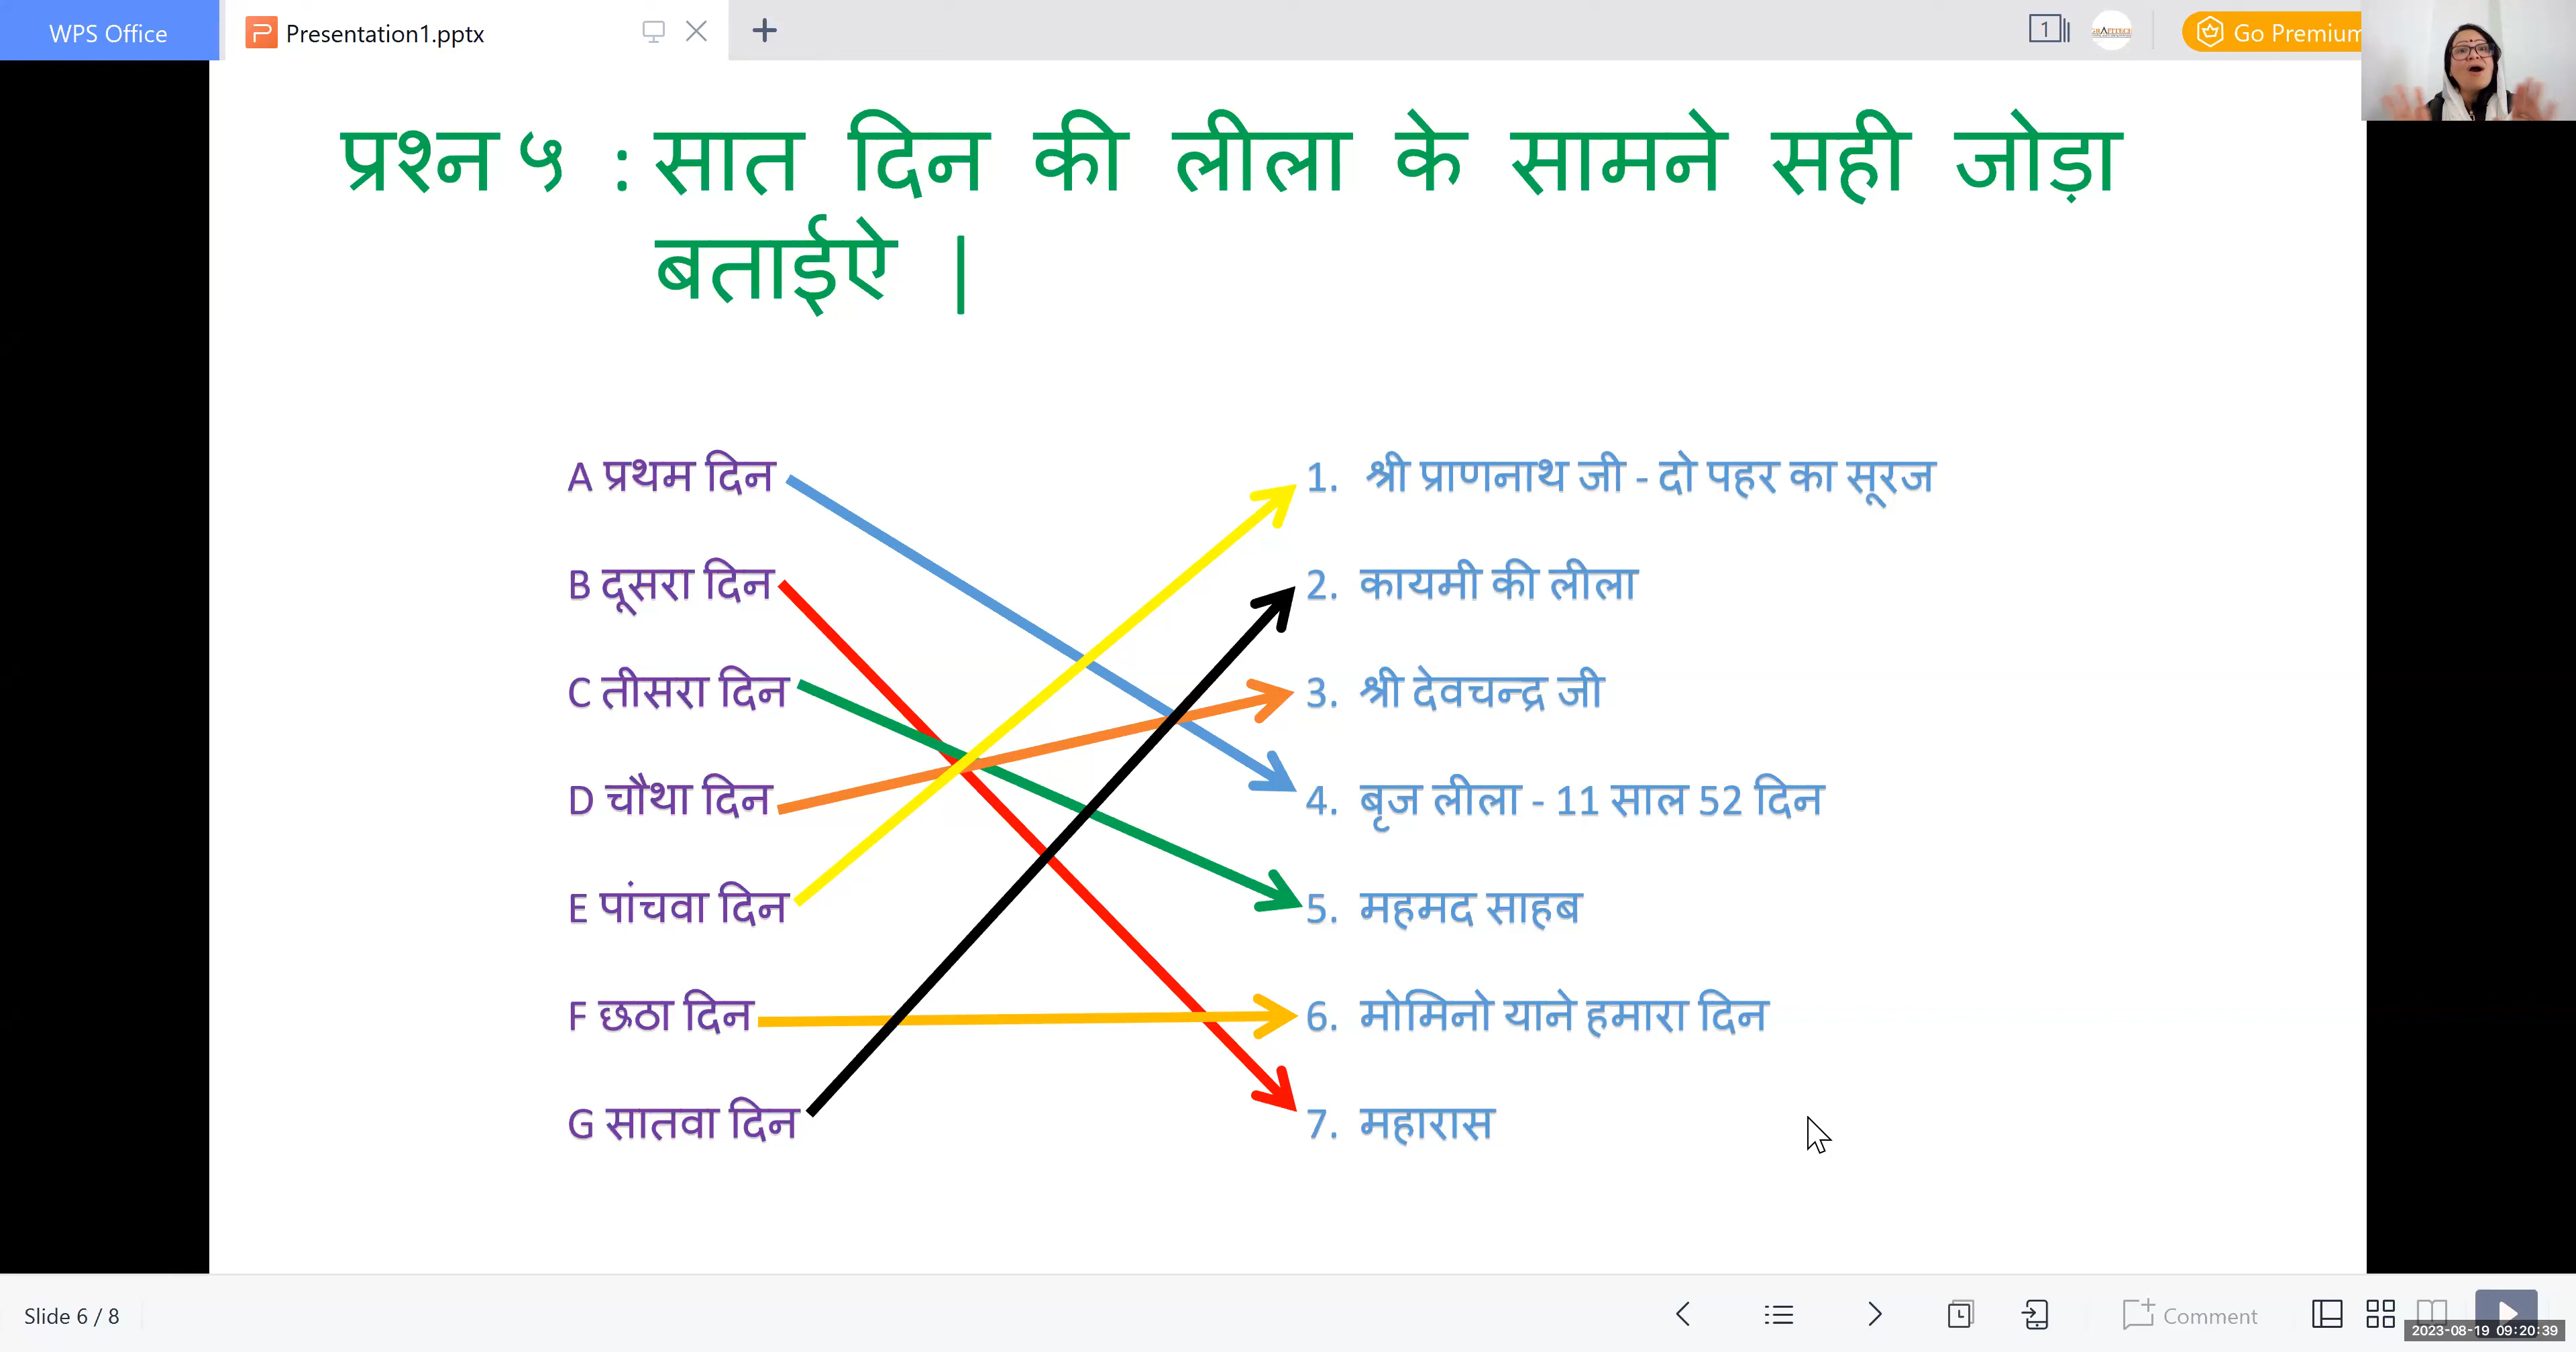 WPS Office
Presentation1.pptx
1
Go Premium
प्रश्न ५ : सात दिन की लीला के सामने सही जोड़ा
बताईऐ |
A प्रथम दिन
B दूसरा दिन
C तीसरा दिन
D चौथा दिन
E पांचवा दिन
F छठा दिन
G सातवा दिन
1. श्री प्राणनाथ जी - दो पहर का सूरज
2. कायमी की लीला
3. श्री देवचन्द्र जी
4. बृज लीला - 11 साल 52 दिन
5. महमद साहब
6. मोमिनो याने हमारा दिन
7. महारास
Slide 6 / 8
Comment
2023-08-19 09:20:39